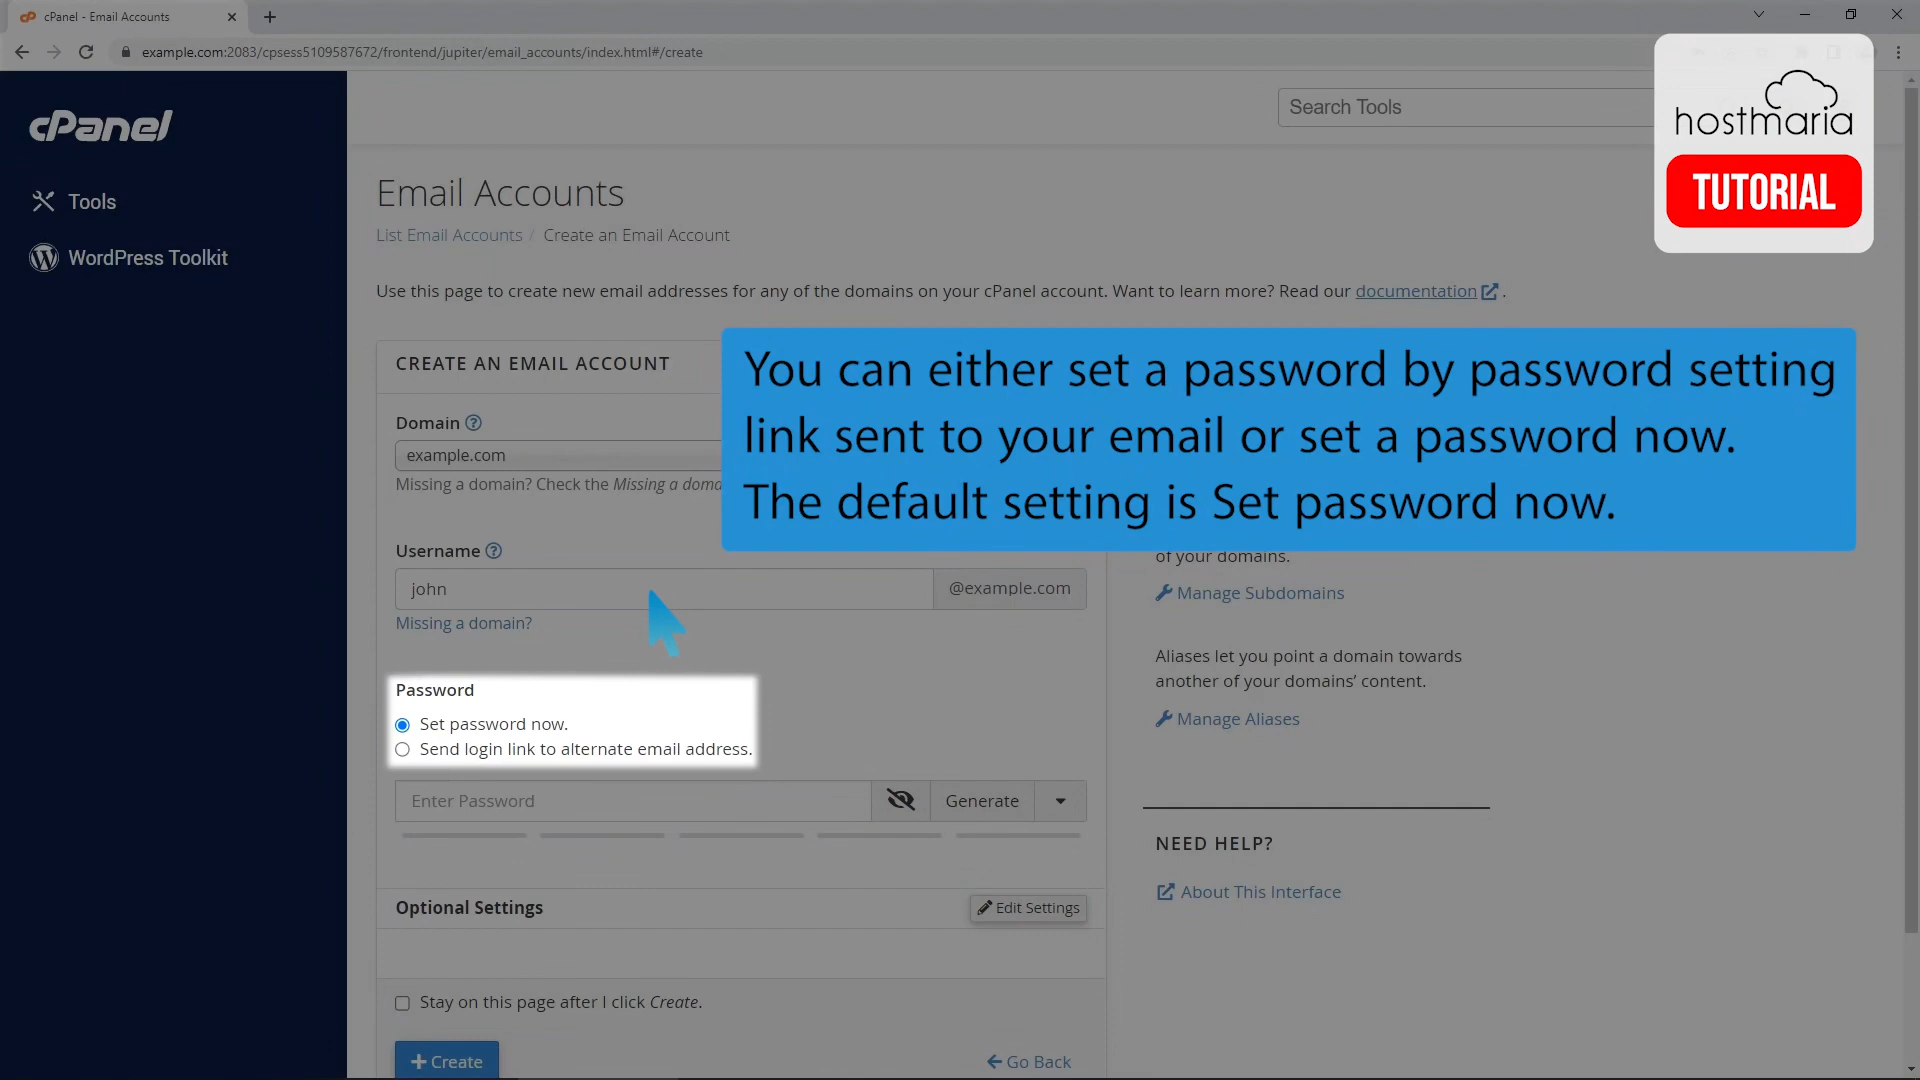 cPanel - Email Accounts
example.com:2083/cpsess5109587672/frontend/jupiter/email_accounts/index.html#/create
cPanel
Tools
WordPress Toolkit
Search Tools
hostmaria
TUTORIAL
Email Accounts
List Email Accounts / Create an Email Account
Use this page to create new email addresses for any of the domains on your cPanel account. Want to learn more? Read our documentation .
You can either set a password by password setting
link sent to your email or set a password now.
The default setting is Set password now.
CREATE AN EMAIL ACCOUNT
Domain
example.com
Missing a domain? Check the Missing a doma
Username
john
@example.com
Missing a domain?
Password
Set password now.
Send login link to alternate email address.
Enter Password
Generate
Optional Settings
Edit Settings
Stay on this page after I click Create.
Create
Go Back
of your domains.
Manage Subdomains
Aliases let you point a domain towards
another of your domains’ content.
Manage Aliases
NEED HELP?
About This Interface